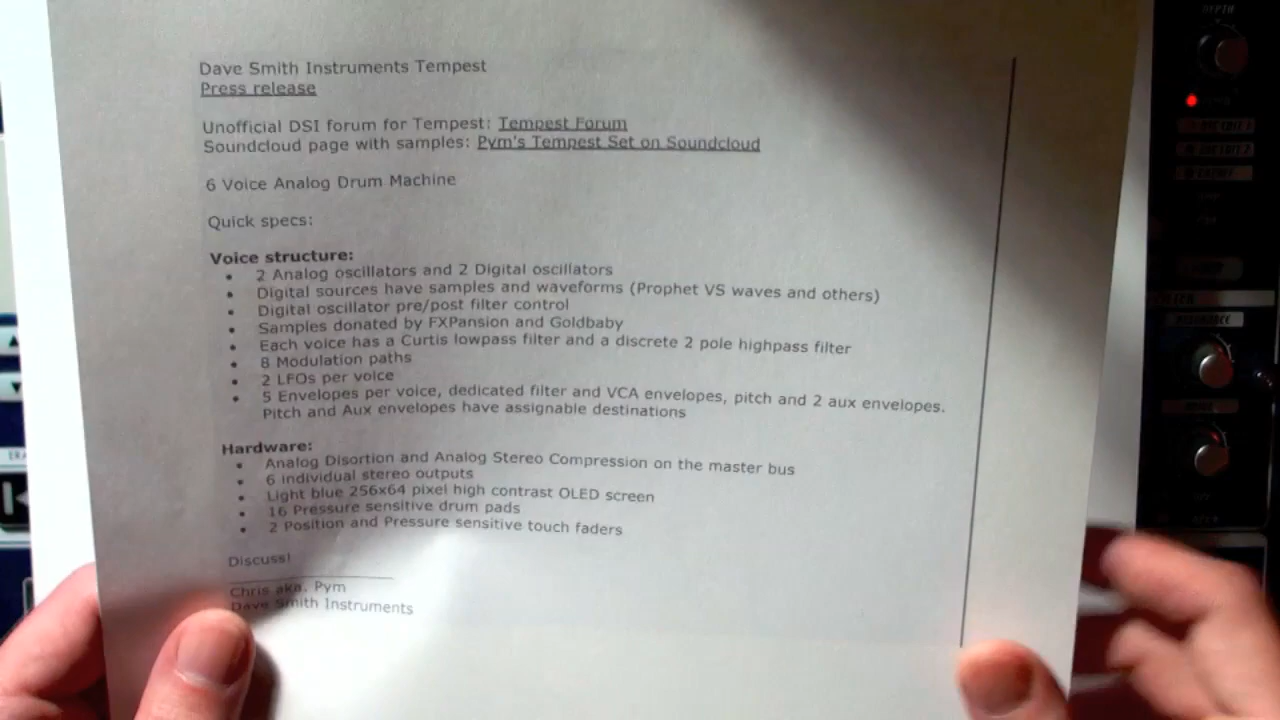 Dave Smith Instruments Tempest
Press release
Unofficial DSI forum for Tempest: Tempest Forum
Soundcloud page with samples: Pym's Tempest Set on Soundcloud
6 Voice Analog Drum Machine
Quick specs:
Voice structure:
• 2 Analog oscillators and 2 Digital oscillators
• Digital sources have samples and waveforms (Prophet VS waves and others)
• Digital oscillator pre/post filter control
• Samples donated by FXPansion and Goldbaby
• Each voice has a Curtis lowpass filter and a discrete 2 pole highpass filter
• 8 Modulation paths
• 2 LFOs per voice
• 5 Envelopes per voice, dedicated filter and VCA envelopes, pitch and 2 aux envelopes.
Pitch and Aux envelopes have assignable destinations
Hardware:
• Analog Disortion and Analog Stereo Compression on the master bus
• 6 individual stereo outputs
• Light blue 256x64 pixel high contrast OLED screen
• 16 Pressure sensitive drum pads
• 2 Position and Pressure sensitive touch faders
Discuss!
Chris aka. Pym
Dave Smith Instruments
DEPTH
RESONANCE